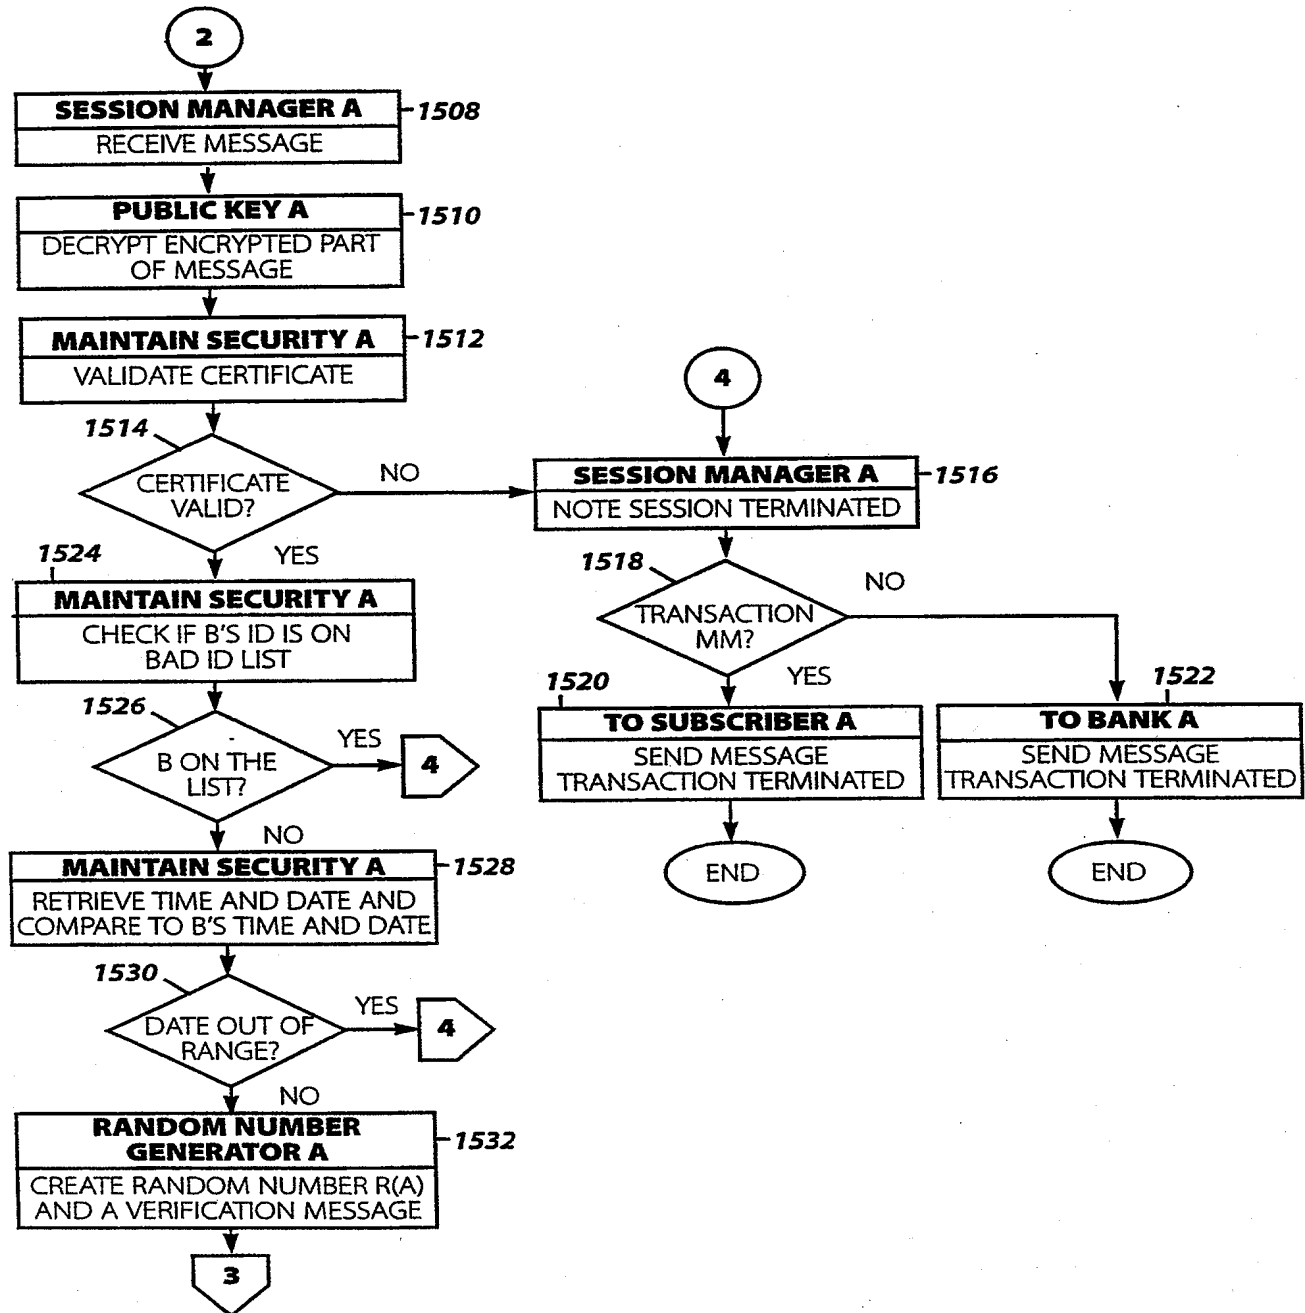 2
SESSION MANAGER A
1508
RECEIVE MESSAGE
PUBLIC KEY A
1510
DECRYPT ENCRYPTED PART
OF MESSAGE
MAINTAIN SECURITY A
1512
VALIDATE CERTIFICATE
1514
CERTIFICATE
VALID?
NO
YES
4
SESSION MANAGER A
1516
NOTE SESSION TERMINATED
1518
TRANSACTION
MM?
NO
YES
1520
TO SUBSCRIBER A
SEND MESSAGE
TRANSACTION TERMINATED
END
1522
TO BANK A
SEND MESSAGE
TRANSACTION TERMINATED
END
1524
MAINTAIN SECURITY A
CHECK IF B'S ID IS ON
BAD ID LIST
1526
B ON THE
LIST?
YES
4
NO
MAINTAIN SECURITY A
1528
RETRIEVE TIME AND DATE AND
COMPARE TO B'S TIME AND DATE
1530
DATE OUT OF
RANGE?
YES
4
NO
RANDOM NUMBER
GENERATOR A
1532
CREATE RANDOM NUMBER R(A)
AND A VERIFICATION MESSAGE
3